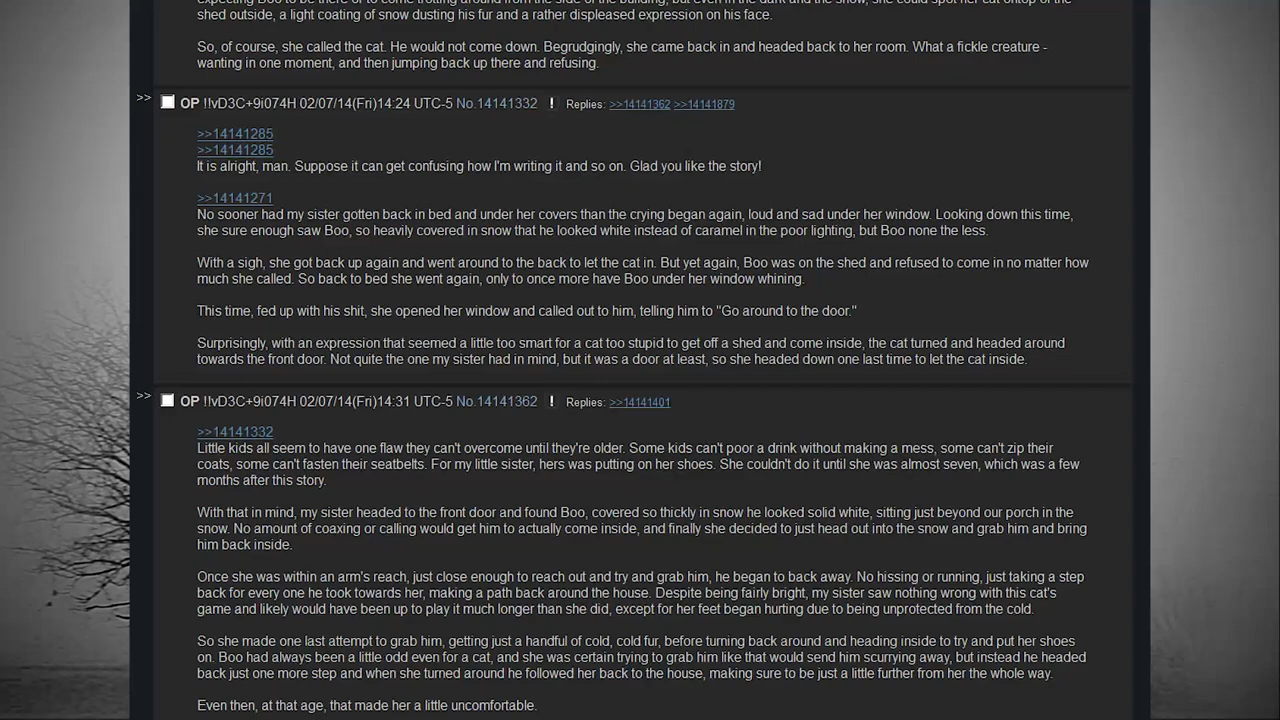 expecting Boo to be there or to come trotting around from the side of the building, but even in the dark and the snow, she could spot her cat ontop of the
shed outside, a light coating of snow dusting his fur and a rather displeased expression on his face.
So, of course, she called the cat. He would not come down. Begrudgingly, she came back in and headed back to her room. What a fickle creature -
wanting in one moment, and then jumping back up there and refusing.
>> OP !!vD3C+9i074H 02/07/14(Fri)14:24 UTC-5 No.14141332 ! Replies: >>14141362 >>14141879
>>14141285
>>14141285
It is alright, man. Suppose it can get confusing how I'm writing it and so on. Glad you like the story!
>>14141271
No sooner had my sister gotten back in bed and under her covers than the crying began again, loud and sad under her window. Looking down this time,
she sure enough saw Boo, so heavily covered in snow that he looked white instead of caramel in the poor lighting, but Boo none the less.
With a sigh, she got back up again and went around to the back to let the cat in. But yet again, Boo was on the shed and refused to come in no matter how
much she called. So back to bed she went again, only to once more have Boo under her window whining.
This time, fed up with his shit, she opened her window and called out to him, telling him to "Go around to the door."
Surprisingly, with an expression that seemed a little too smart for a cat too stupid to get off a shed and come inside, the cat turned and headed around
towards the front door. Not quite the one my sister had in mind, but it was a door at least, so she headed down one last time to let the cat inside.
>> OP !!vD3C+9i074H 02/07/14(Fri)14:31 UTC-5 No.14141362 ! Replies: >>14141401
>>14141332
Little kids all seem to have one flaw they can't overcome until they're older. Some kids can't poor a drink without making a mess, some can't zip their
coats, some can't fasten their seatbelts. For my little sister, hers was putting on her shoes. She couldn't do it until she was almost seven, which was a few
months after this story.
With that in mind, my sister headed to the front door and found Boo, covered so thickly in snow he looked solid white, sitting just beyond our porch in the
snow. No amount of coaxing or calling would get him to actually come inside, and finally she decided to just head out into the snow and grab him and bring
him back inside.
Once she was within an arm's reach, just close enough to reach out and try and grab him, he began to back away. No hissing or running, just taking a step
back for every one he took towards her, making a path back around the house. Despite being fairly bright, my sister saw nothing wrong with this cat's
game and likely would have been up to play it much longer than she did, except for her feet began hurting due to being unprotected from the cold.
So she made one last attempt to grab him, getting just a handful of cold, cold fur, before turning back around and heading inside to try and put her shoes
on. Boo had always been a little odd even for a cat, and she was certain trying to grab him like that would send him scurrying away, but instead he headed
back just one more step and when she turned around he followed her back to the house, making sure to be just a little further from her the whole way.
Even then, at that age, that made her a little uncomfortable.